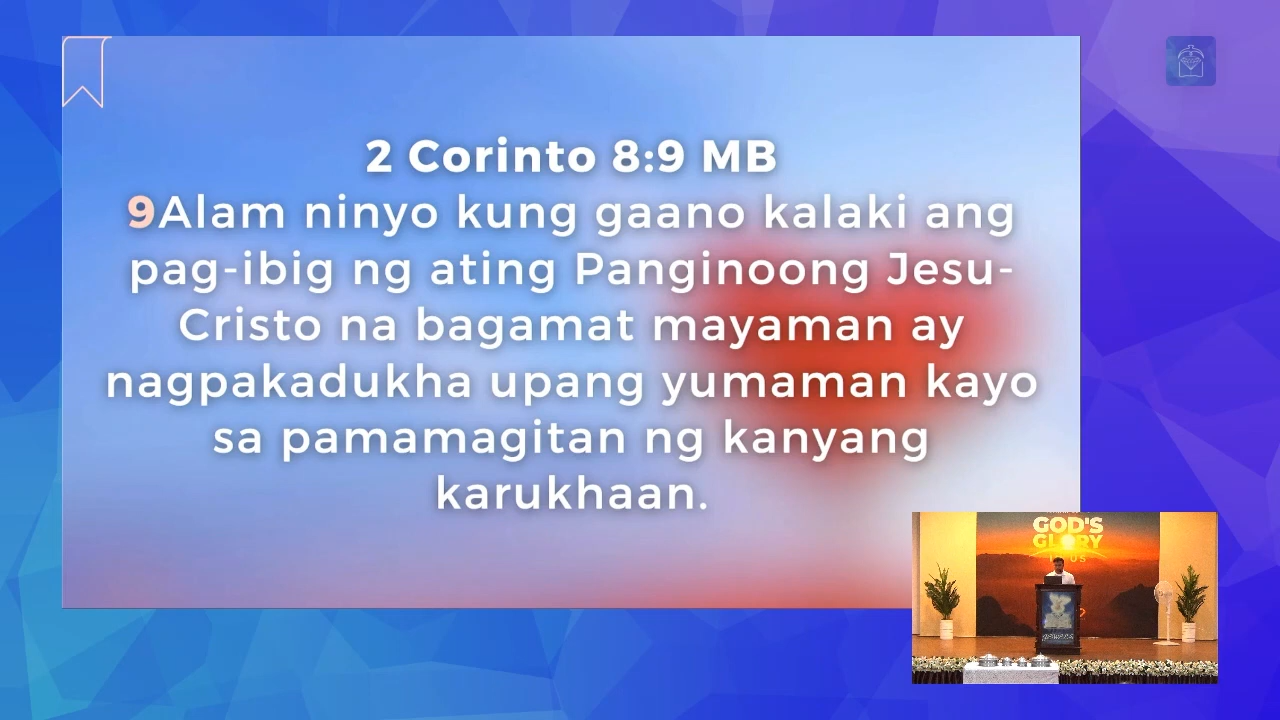 2 Corinto 8:9 MB
9Alam ninyo kung gaano kalaki ang
pag-ibig ng ating Panginoong Jesu-
Cristo na bagamat mayaman ay
nagpakadukha upang yumaman kayo
sa pamamagitan ng kanyang
karukhaan.
GOD'S
GLORY
US